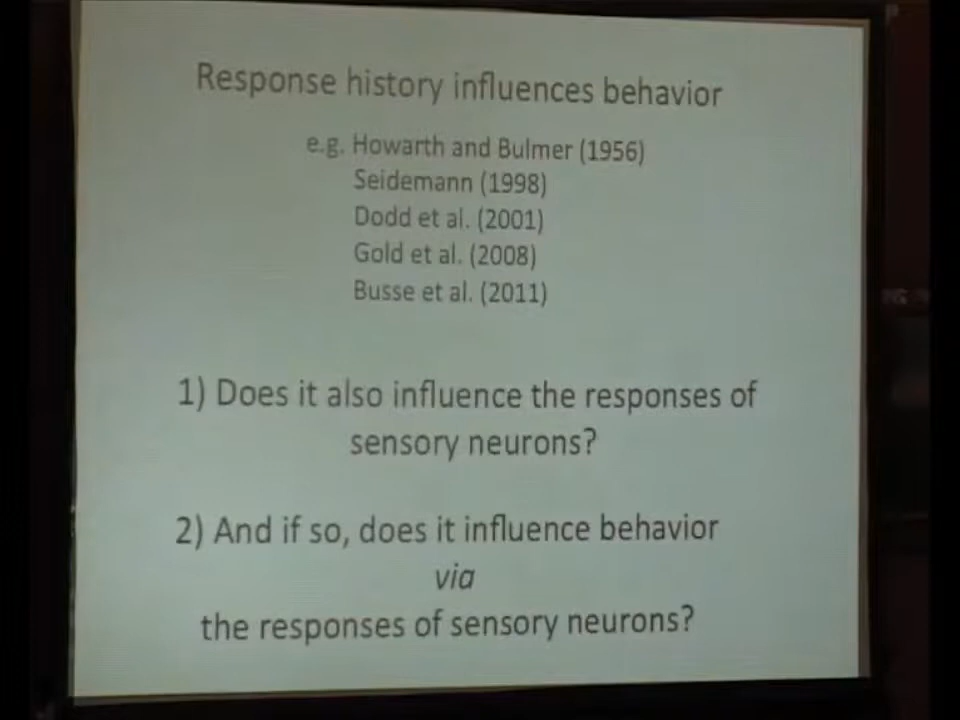 Response history influences behavior
e.g. Howarth and Bulmer (1956)
Seidemann (1998)
Dodd et al. (2001)
Gold et al. (2008)
Busse et al. (2011)
1) Does it also influence the responses of
sensory neurons?
2) And if so, does it influence behavior
via
the responses of sensory neurons?